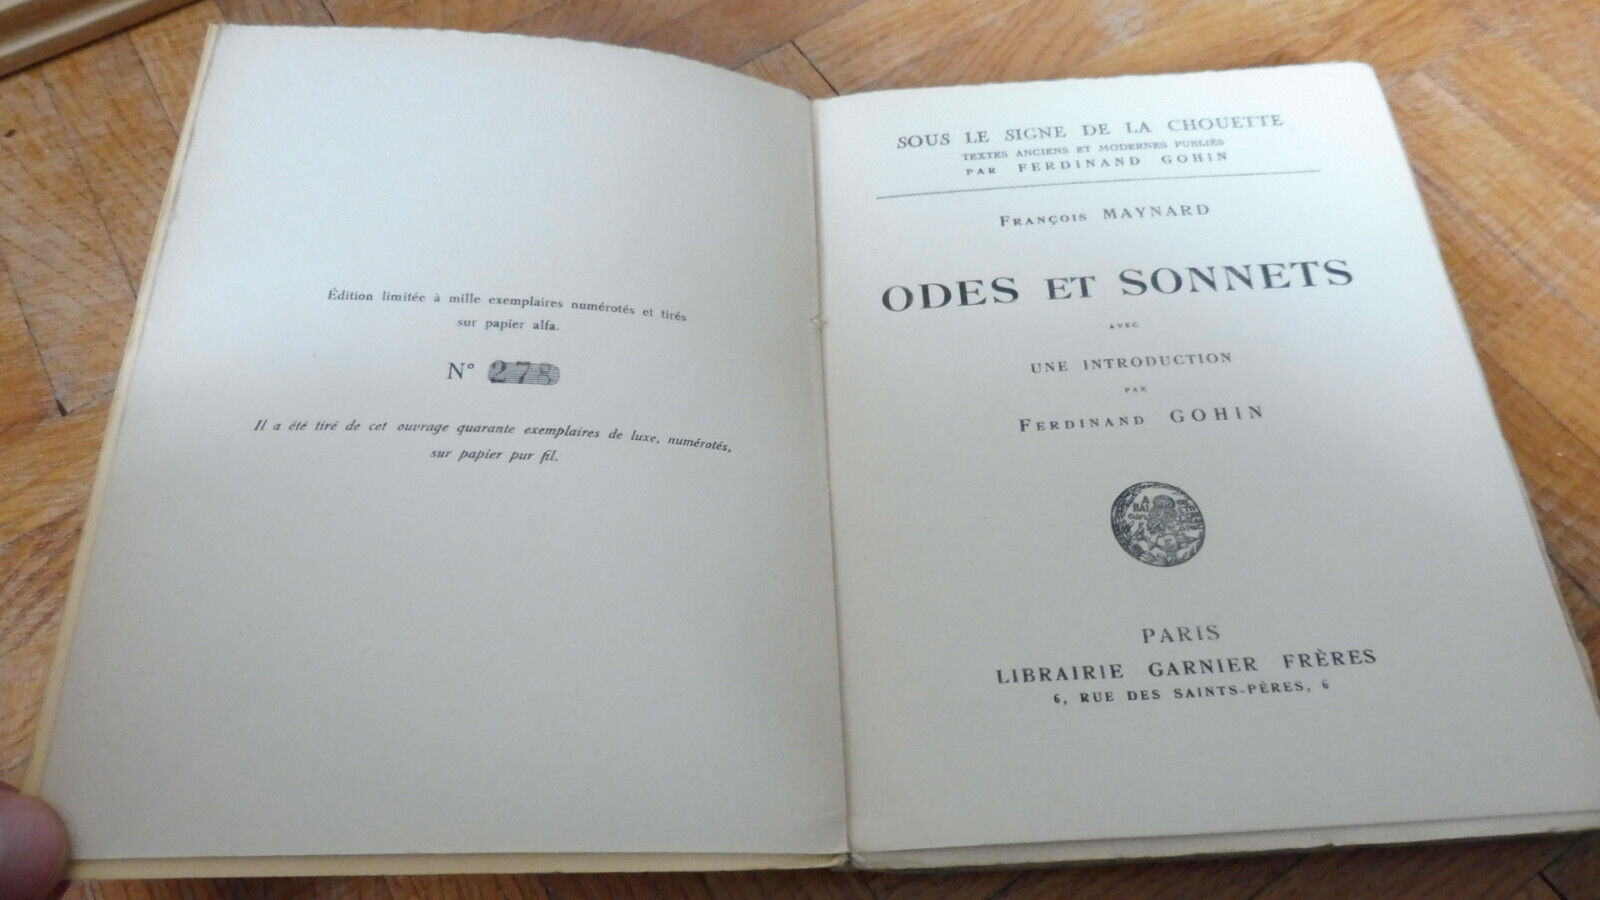 Édition limitée à mille exemplaires numérotés et tirés
sur papier alfa.
N° 278
Il a été tiré de cet ouvrage quarante exemplaires de luxe, numérotés,
sur papier pur fil.
SOUS LE SIGNE DE LA CHOUETTE
TEXTES ANCIENS ET MODERNES PUBLIÉS
PAR FERDINAND GOHIN
FRANÇOIS MAYNARD
ODES ET SONNETS
AVEC
UNE INTRODUCTION
PAR
FERDINAND GOHIN
PARIS
LIBRAIRIE GARNIER FRÈRES
6, RUE DES SAINTS-PÈRES, 6